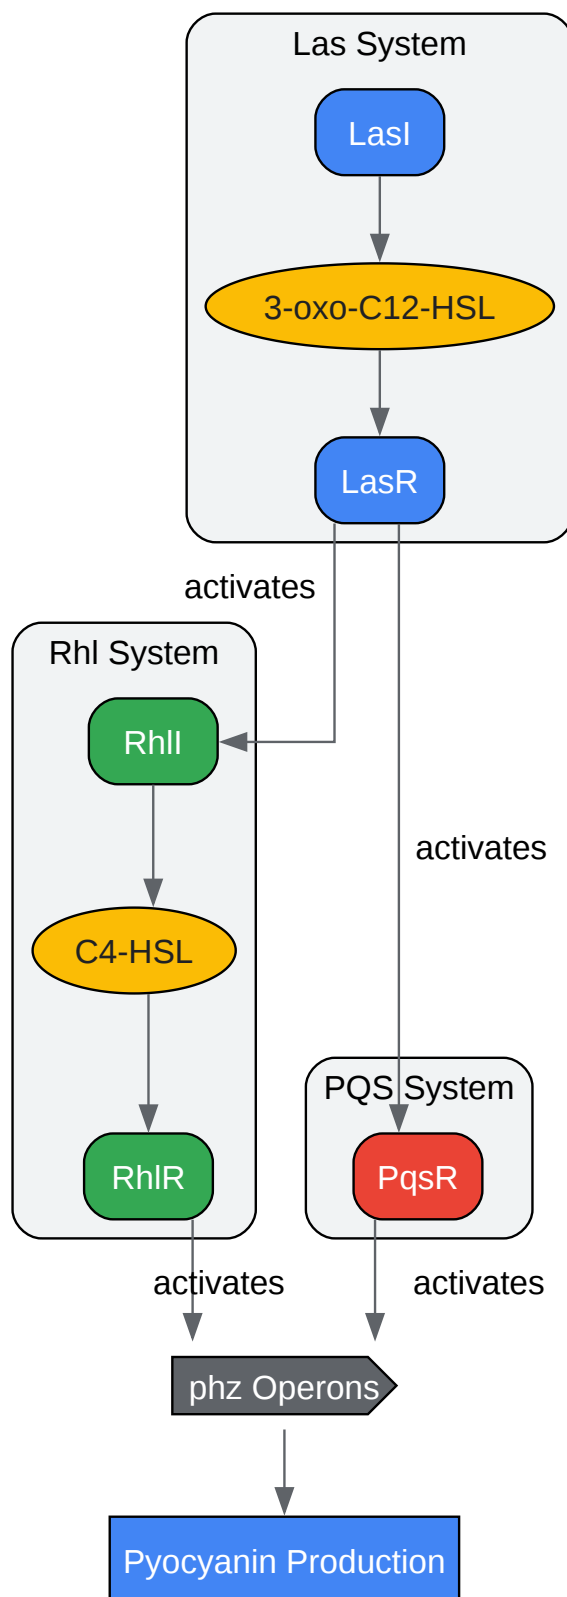 Las System
LasI
3-oxo-C12-HSL
LasR
activates
Rhl System
RhlI
activates
C4-HSL
PQS System
RhlR
PqsR
activates
activates
phz Operons
Pyocyanin Production